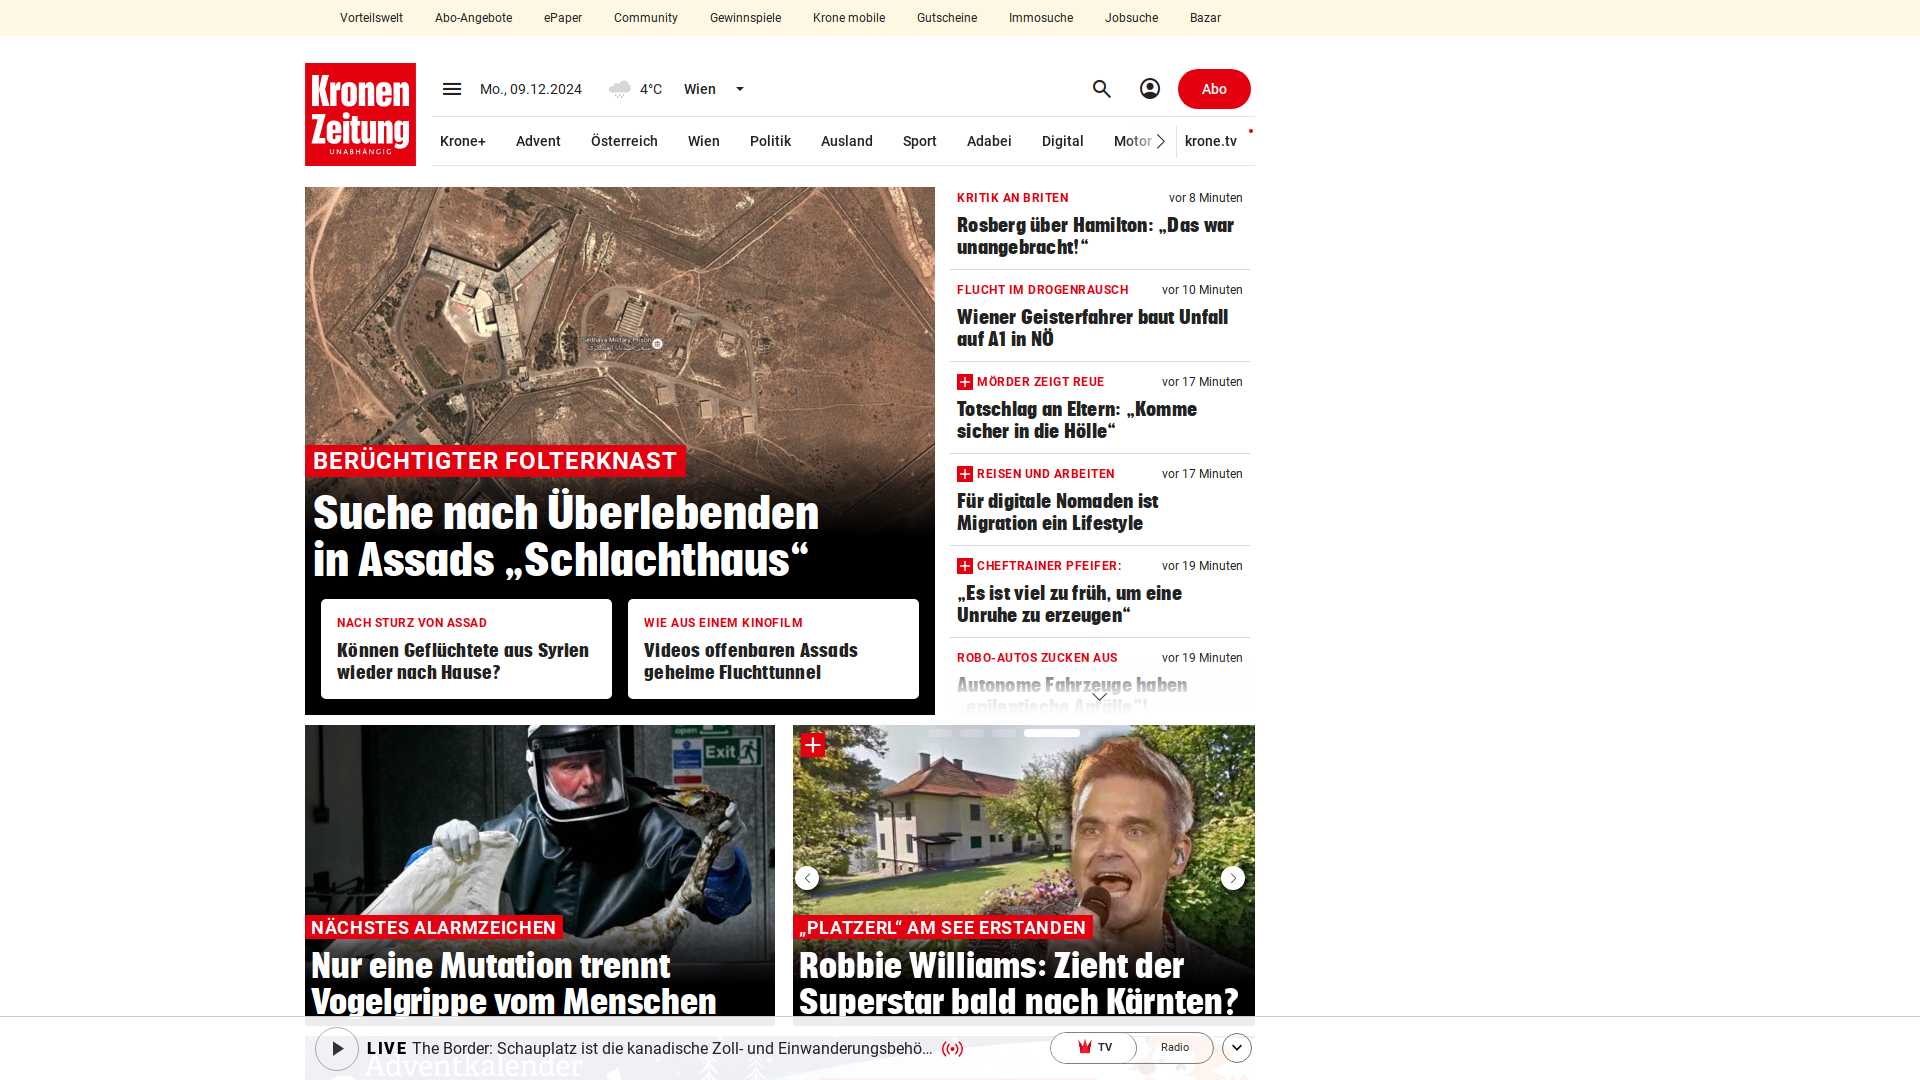 Vorteilswelt Abo-Angebote ePaper Community Gewinnspiele Krone mobile Gutscheine Immosuche Jobsuche Bazar
Kronen
Zeitung
UNABHÄNGIG
Mo., 09.12.2024 4°C Wien
Abo
Krone+ Advent Österreich Wien Politik Ausland Sport Adabei Digital Motor krone.tv
Sednaya Military Prison
BERÜCHTIGTER FOLTERKNAST
Suche nach Überlebenden
in Assads „Schlachthaus“
NACH STURZ VON ASSAD
Können Geflüchtete aus Syrien
wieder nach Hause?
WIE AUS EINEM KINOFILM
Videos offenbaren Assads
geheime Fluchttunnel
KRITIK AN BRITEN vor 8 Minuten
Rosberg über Hamilton: „Das war
unangebracht!“
FLUCHT IM DROGENRAUSCH vor 10 Minuten
Wiener Geisterfahrer baut Unfall
auf A1 in NÖ
MÖRDER ZEIGT REUE vor 17 Minuten
Totschlag an Eltern: „Komme
sicher in die Hölle“
REISEN UND ARBEITEN vor 17 Minuten
Für digitale Nomaden ist
Migration ein Lifestyle
CHEFTRAINER PFEIFER: vor 19 Minuten
„Es ist viel zu früh, um eine
Unruhe zu erzeugen“
ROBO-AUTOS ZUCKEN AUS vor 19 Minuten
Autonome Fahrzeuge haben
„epileptische Anfälle“!
open
Exit
NÄCHSTES ALARMZEICHEN
Nur eine Mutation trennt
Vogelgrippe vom Menschen
„PLATZERL“ AM SEE ERSTANDEN
Robbie Williams: Zieht der
Superstar bald nach Kärnten?
LIVE The Border: Schauplatz ist die kanadische Zoll- und Einwanderungsbehö...
TV Radio
Adventkalender